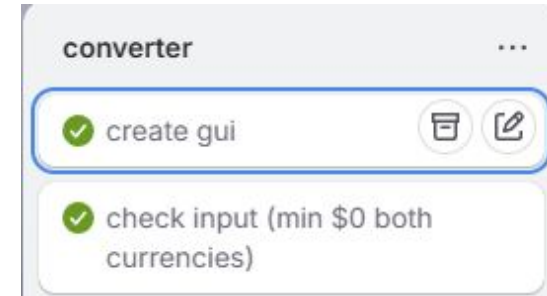 converter
create gui
check input (min $0 both
currencies)